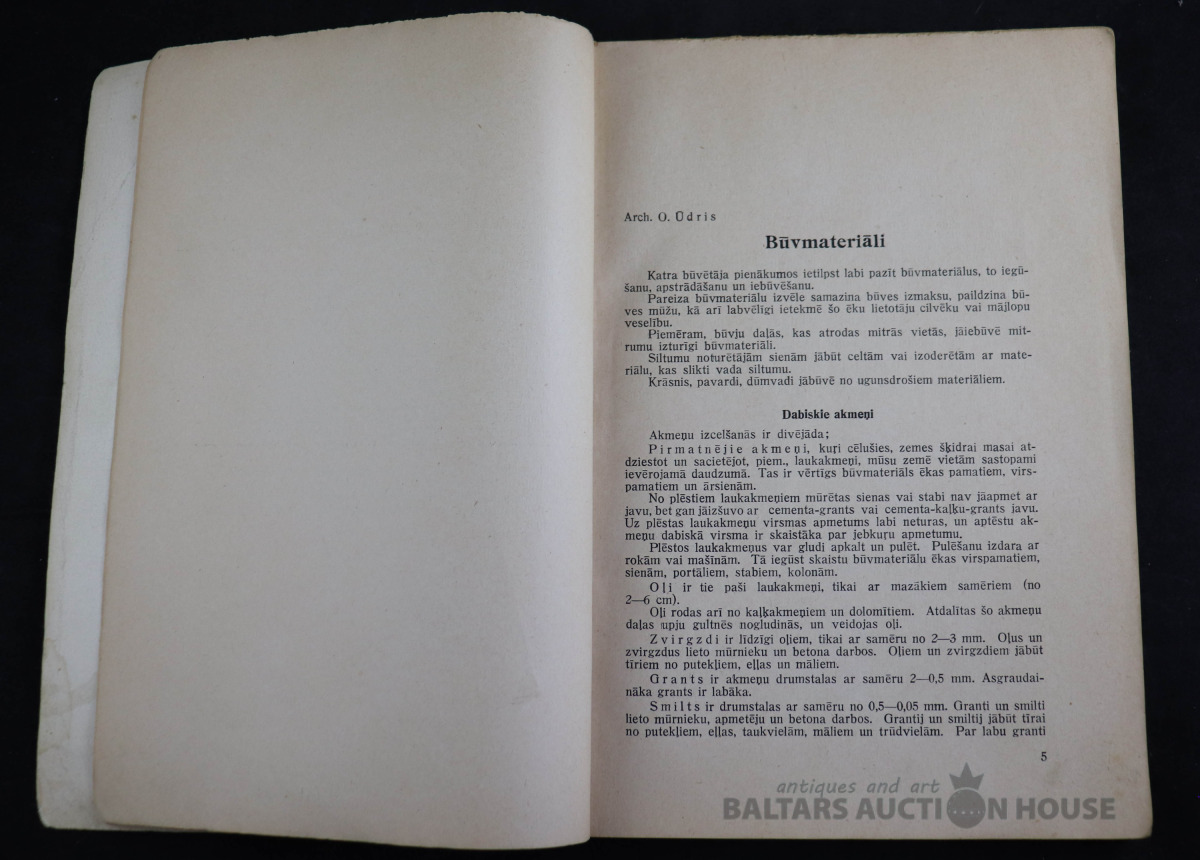 Arch. O. Ūdris
Būvmateriāli
Katra būvētāja pienākumos ietilpst labi pazīt būvmateriālus, to iegū-
šanu, apstrādāšanu un iebūvēšanu.
Pareiza būvmateriālu izvēle samazina būves izmaksu, paildzina bū-
ves mūžu, kā arī labvēlīgi ietekmē šo ēku lietotāju cilvēku vai mājlopu
veselību.
Piemēram, būvju daļās, kas atrodas mitrās vietās, jāiebūvē mit-
rumu izturīgi būvmateriāli.
Siltumu noturētājām sienām jābūt celtām vai izoderētām ar mate-
riālu, kas slikti vada siltumu.
Krāsnis, pavardi, dūmvadi jābūvē no ugunsdrošiem materiāliem.
Dabiskie akmeņi
Akmeņu izcelšanās ir divējāda;
Pirmatnējie akmeņi, kuŗi cēlušies, zemes šķidrai masai at-
dziestot un sacietējot, piem., laukakmeņi, mūsu zemē vietām sastopami
ievērojamā daudzumā. Tas ir vērtīgs būvmateriāls ēkas pamatiem, virs-
pamatiem un ārsienām.
No plēstiem laukakmeņiem mūrētas sienas vai stabi nav jāapmet ar
javu, bet gan jāizšuvo ar cementa-grants vai cementa-kaļķu-grants javu.
Uz plēstas laukakmeņu virsmas apmetums labi neturas, un aptēstu ak-
meņu dabiskā virsma ir skaistāka par jebkuŗu apmetumu.
Plēstos laukakmeņus var gludi apkalt un pulēt. Pulēšanu izdara ar
rokām vai mašīnām. Tā iegūst skaistu būvmateriālu ēkas virspamatiem,
sienām, portāliem, stabiem, kolonām.
Oļi ir tie paši laukakmeņi, tikai ar mazākiem samēriem (no
2—6 cm).
Oļi rodas arī no kaļķakmeņiem un dolomītiem. Atdalītas šo akmeņu
daļas upju gultnēs nogludinās, un veidojas oļi.
Zvirgzdi ir līdzīgi oļiem, tikai ar samēru no 2—3 mm. Oļus un
zvirgzdus lieto mūrnieku un betona darbos. Oļiem un zvirgzdiem jābūt
tīriem no putekļiem, eļļas un māliem.
Grants ir akmeņu drumstalas ar samēru 2—0,5 mm. Asgraudai-
nāka grants ir labāka.
Smilts ir drumstalas ar samēru no 0,5—0,05 mm. Granti un smilti
lieto mūrnieku, apmetēju un betona darbos. Grantij un smiltij jābūt tīrai
no putekļiem, eļļas, taukvielām, māliem un trūdvielām. Par labu granti
5
antiques and art
BALTARS AUCTION HOUSE